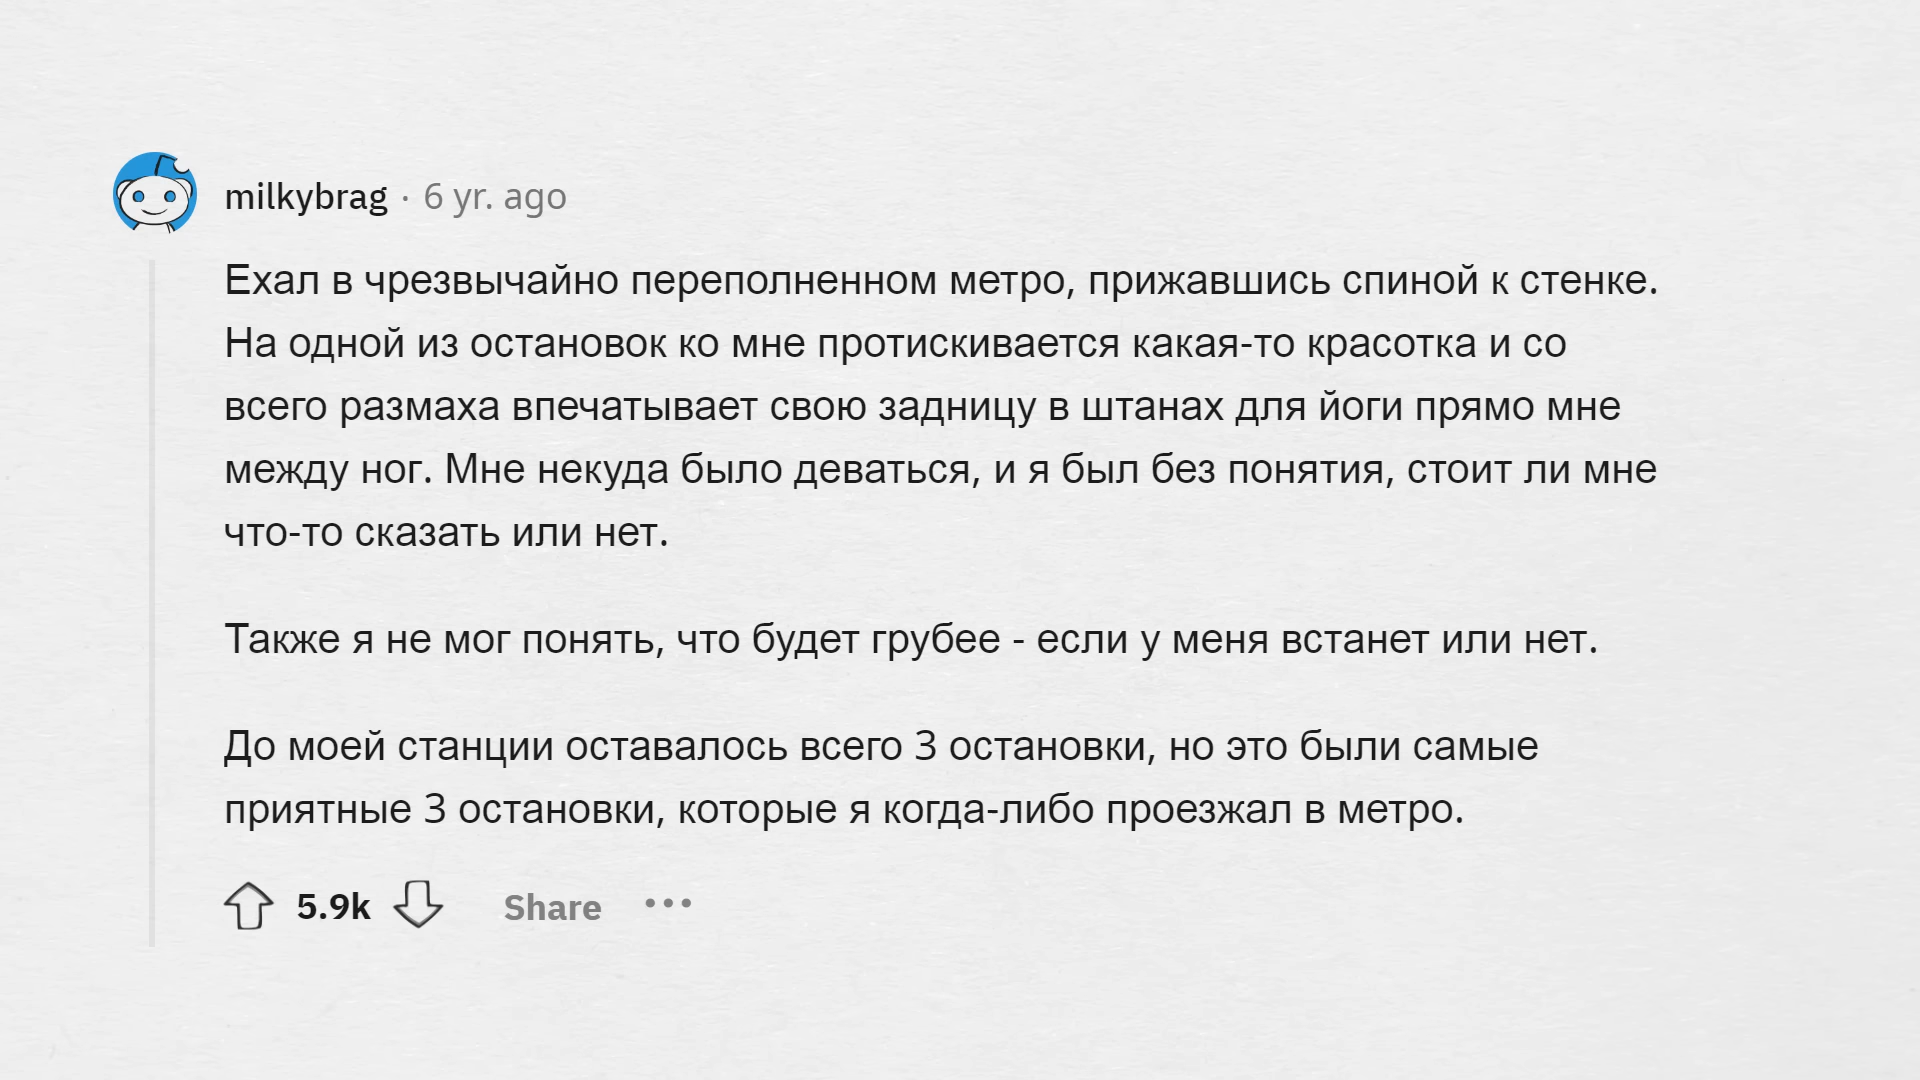 milkybrag · 6 yr. ago
Ехал в чрезвычайно переполненном метро, прижавшись спиной к стенке.
На одной из остановок ко мне протискивается какая-то красотка и со
всего размаха впечатывает свою задницу в штанах для йоги прямо мне
между ног. Мне некуда было деваться, и я был без понятия, стоит ли мне
что-то сказать или нет.
Также я не мог понять, что будет грубее - если у меня встанет или нет.
До моей станции оставалось всего 3 остановки, но это были самые
приятные 3 остановки, которые я когда-либо проезжал в метро.
5.9k Share ···